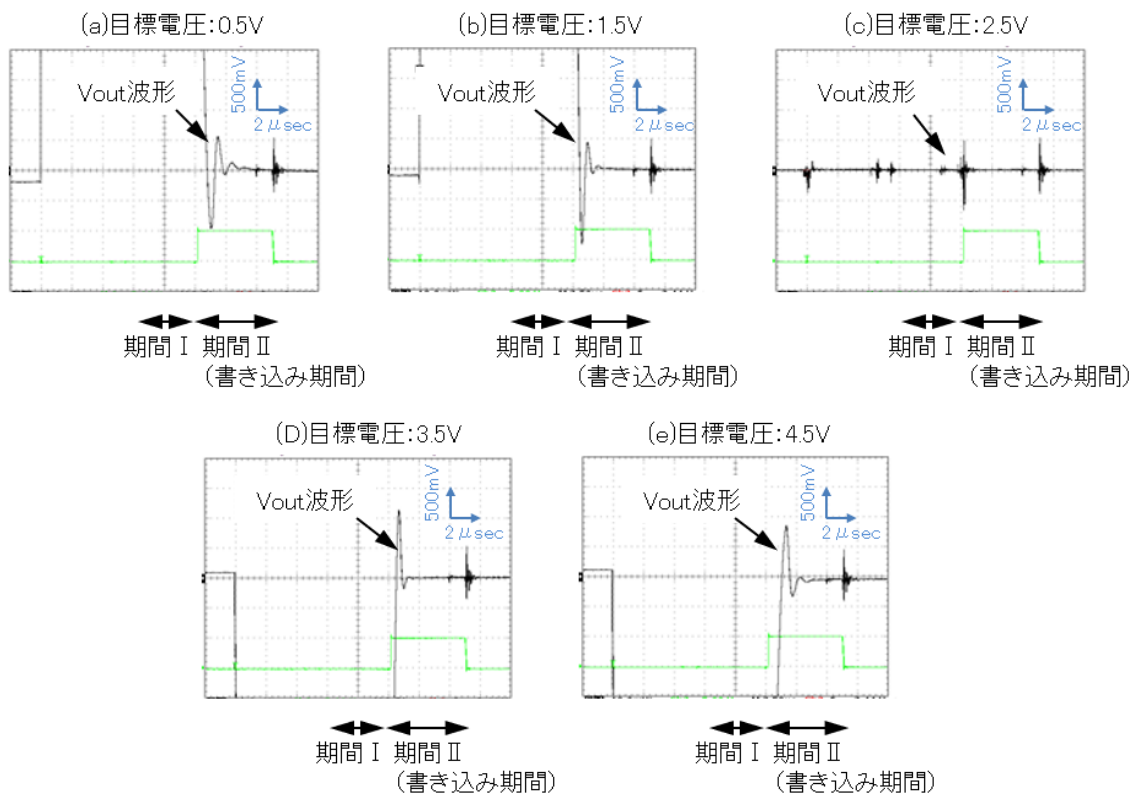 (a)目標電圧:0.5V
Vout波形
500mV
2μsec
期間Ⅰ 期間Ⅱ
(書き込み期間)
(b)目標電圧:1.5V
Vout波形
500mV
2μsec
期間Ⅰ 期間Ⅱ
(書き込み期間)
(c)目標電圧:2.5V
Vout波形
500mV
2μsec
期間Ⅰ 期間Ⅱ
(書き込み期間)
(D)目標電圧:3.5V
Vout波形
500mV
2μsec
期間Ⅰ 期間Ⅱ
(書き込み期間)
(e)目標電圧:4.5V
Vout波形
500mV
2μsec
期間Ⅰ 期間Ⅱ
(書き込み期間)